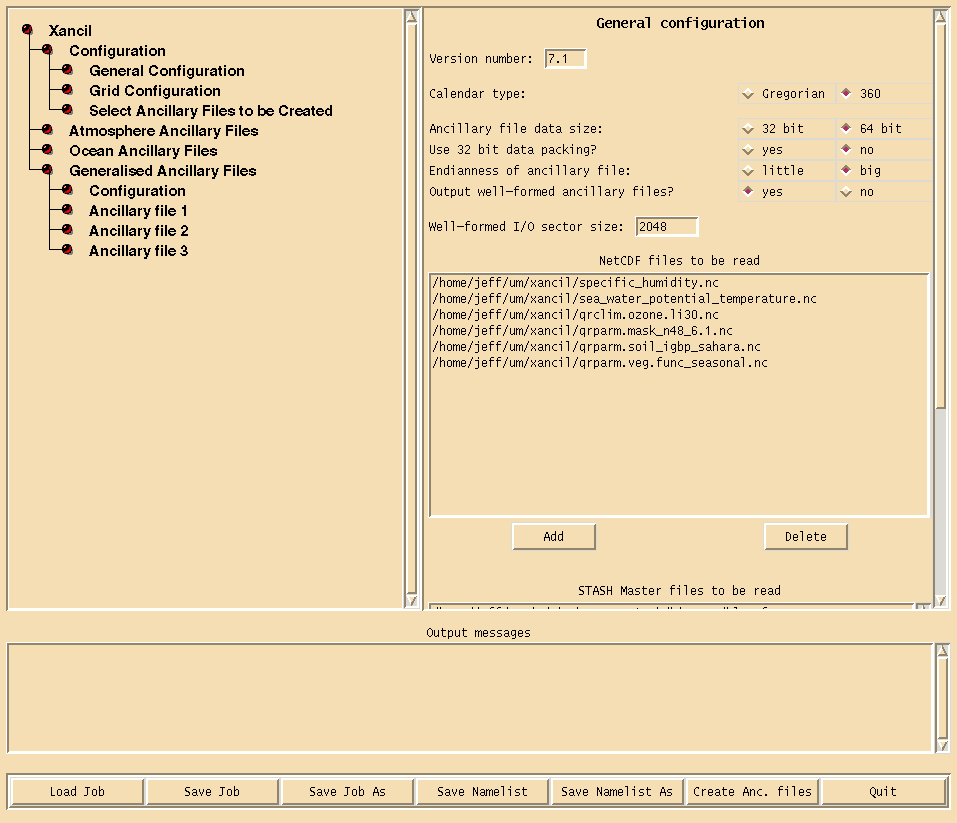 Xancil
Configuration
General Configuration
Grid Configuration
Select Ancillary Files to be Created
Atmosphere Ancillary Files
Ocean Ancillary Files
Generalised Ancillary Files
Configuration
Ancillary file 1
Ancillary file 2
Ancillary file 3
General configuration
Version number: 7.1
Calendar type: Gregorian 360
Ancillary file data size: 32 bit 64 bit
Use 32 bit data packing? yes no
Endianness of ancillary file: little big
Output well-formed ancillary files? yes no
Well-formed I/O sector size: 2048
NetCDF files to be read
/home/jeff/um/xancil/specific_humidity.nc
/home/jeff/um/xancil/sea_water_potential_temperature.nc
/home/jeff/um/xancil/qrclim.ozone.li30.nc
/home/jeff/um/xancil/qrparm.mask_n48_6.1.nc
/home/jeff/um/xancil/qrparm.soil_igbp_sahara.nc
/home/jeff/um/xancil/qrparm.veg.func_seasonal.nc
Add Delete
STASH Master files to be read
Output messages
Load Job Save Job Save Job As Save Namelist Save Namelist As Create Anc. files Quit